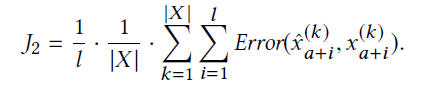 J_2 = \frac{1}{l} \cdot \frac{1}{|X|} \cdot \sum_{k=1}^{|X|} \sum_{i=1}^{l} Error(\hat{x}_{a+i}^{(k)}, x_{a+i}^{(k)}).